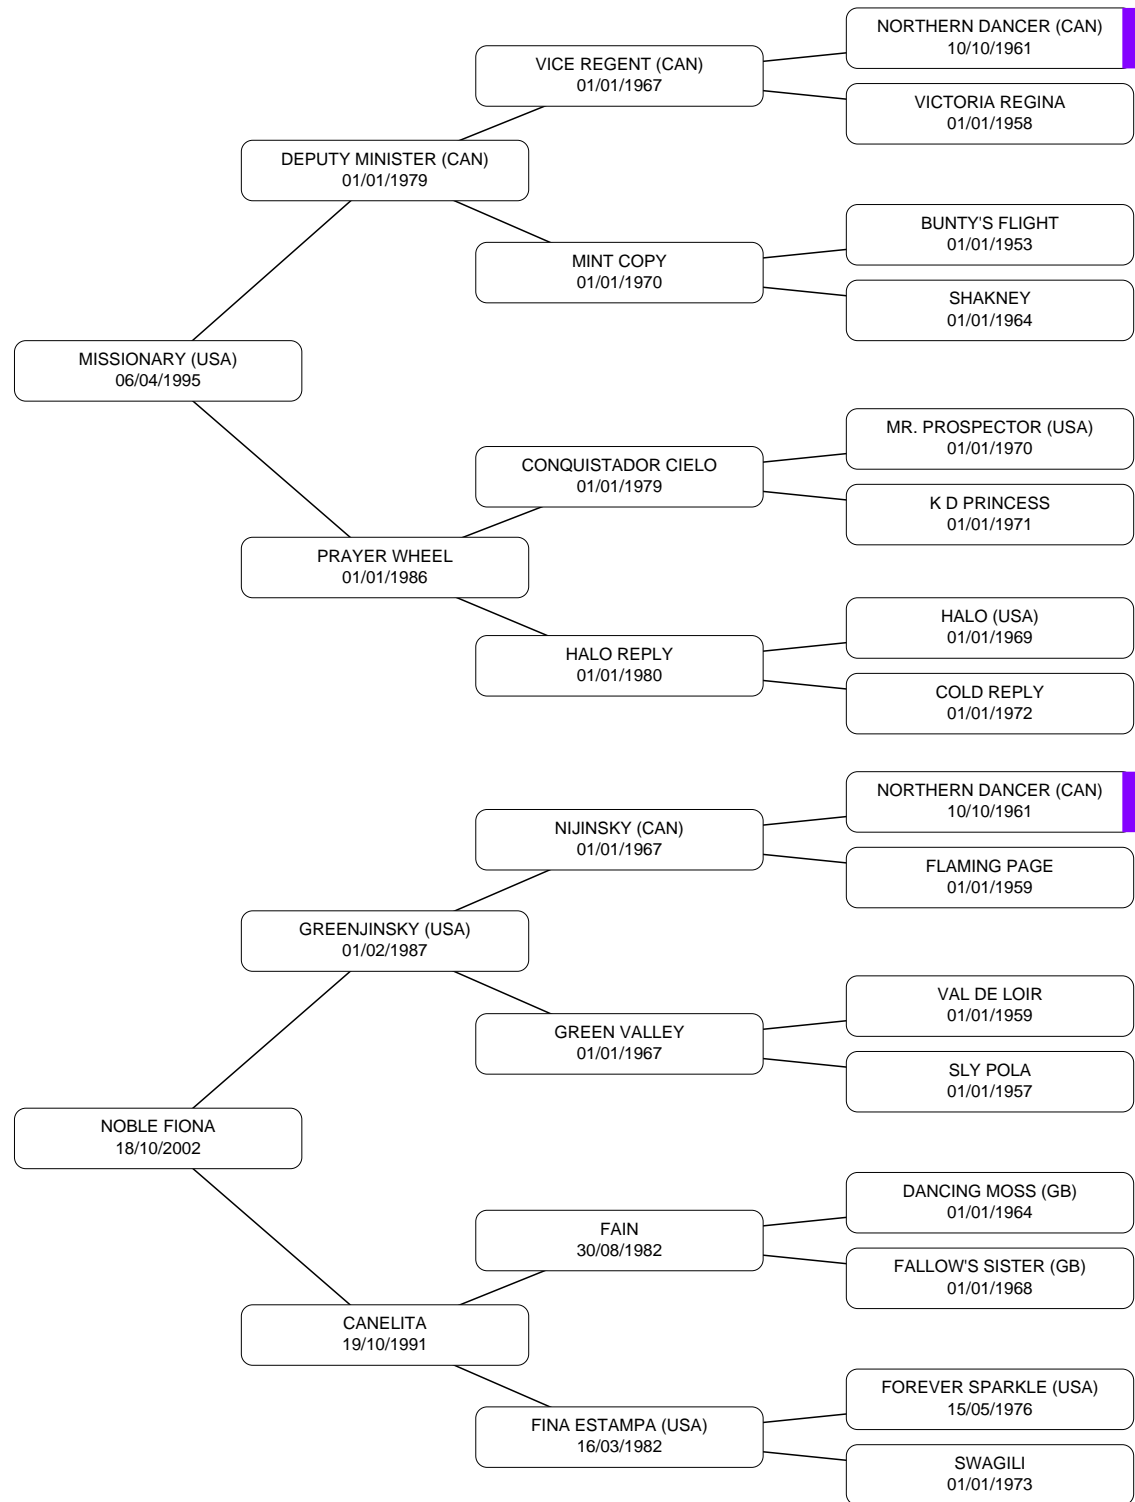 NORTHERN DANCER (CAN)
10/10/1961
VICE REGENT (CAN)
01/01/1967
VICTORIA REGINA
01/01/1958
DEPUTY MINISTER (CAN)
01/01/1979
BUNTY'S FLIGHT
01/01/1953
MINT COPY
01/01/1970
SHAKNEY
01/01/1964
MISSIONARY (USA)
06/04/1995
MR. PROSPECTOR (USA)
01/01/1970
CONQUISTADOR CIELO
01/01/1979
K D PRINCESS
01/01/1971
PRAYER WHEEL
01/01/1986
HALO (USA)
01/01/1969
HALO REPLY
01/01/1980
COLD REPLY
01/01/1972
NORTHERN DANCER (CAN)
10/10/1961
NIJINSKY (CAN)
01/01/1967
FLAMING PAGE
01/01/1959
GREENJINSKY (USA)
01/02/1987
VAL DE LOIR
01/01/1959
GREEN VALLEY
01/01/1967
SLY POLA
01/01/1957
NOBLE FIONA
18/10/2002
DANCING MOSS (GB)
01/01/1964
FAIN
30/08/1982
FALLOW'S SISTER (GB)
01/01/1968
CANELITA
19/10/1991
FOREVER SPARKLE (USA)
15/05/1976
FINA ESTAMPA (USA)
16/03/1982
SWAGILI
01/01/1973